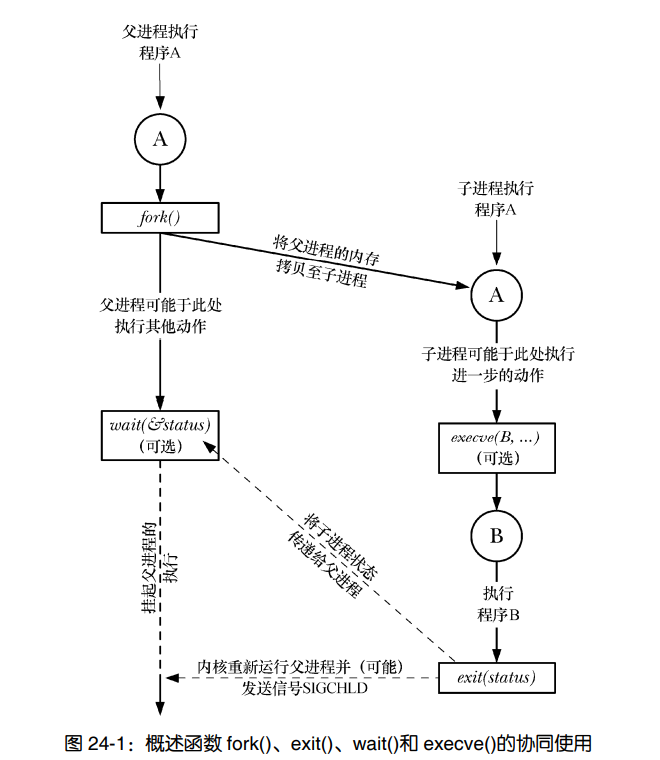 父进程执行
程序A
A
fork()
子进程执行
程序A
将父进程的内存
拷贝至子进程
A
父进程可能于此处
执行其他动作
子进程可能于此处执行
进一步的动作
wait(&status)
(可选)
execve(B, ...)
(可选)
B
挂起父进程的
执行
将子进程状态
传递给父进程
执行
程序B
内核重新运行父进程并（可能）
发送信号SIGCHLD
exit(status)
图 24-1：概述函数 fork()、exit()、wait()和 execve()的协同使用